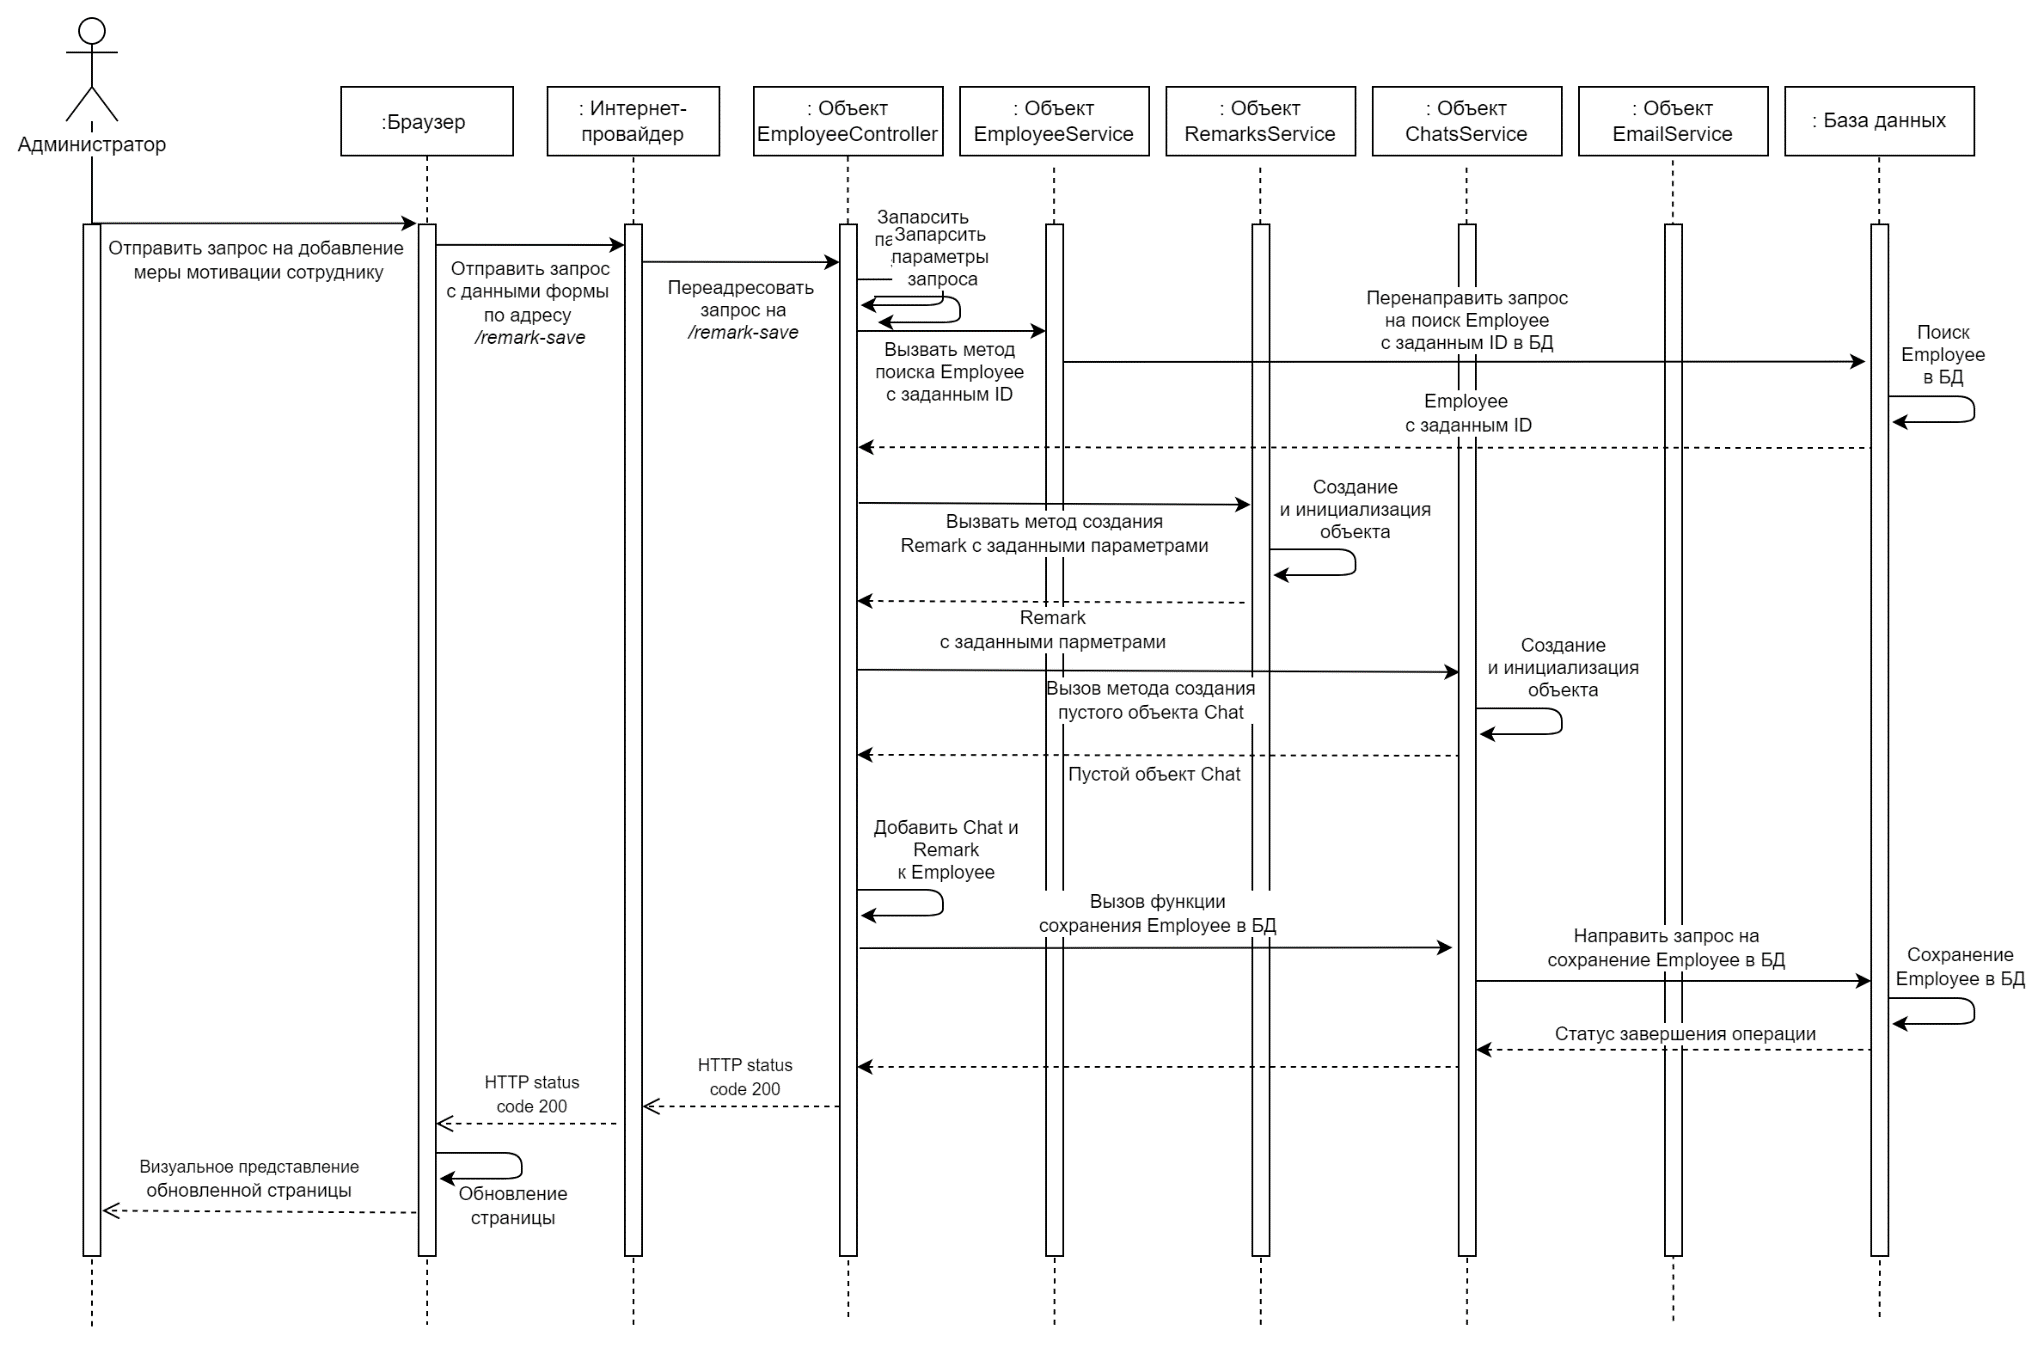 Администратор
:Браузер
: Интернет-
провайдер
: Объект
EmployeeController
: Объект
EmployeeService
: Объект
RemarksService
: Объект
ChatsService
: Объект
EmailService
: База данных
Отправить запрос на добавление
меры мотивации сотруднику
Отправить запрос
с данными формы
по адресу
/remark-save
Переадресовать
запрос на
/remark-save
Запарсить
Запарсить
параметры
запроса
Вызвать метод
поиска Employee
с заданным ID
Перенаправить запрос
на поиск Employee
с заданным ID в БД
Поиск
Employee
в БД
Employee
с заданным ID
Вызвать метод создания
Remark с заданными параметрами
Создание
и инициализация
объекта
Remark
с заданными парметрами
Вызов метода создания
пустого объекта Chat
Создание
и инициализация
объекта
Пустой объект Chat
Добавить Chat и
Remark
к Employee
Вызов функции
сохранения Employee в БД
Направить запрос на
сохранение Employee в БД
Сохранение
Employee в БД
Статус завершения операции
HTTP status
code 200
HTTP status
code 200
Обновление
страницы
Визуальное представление
обновленной страницы